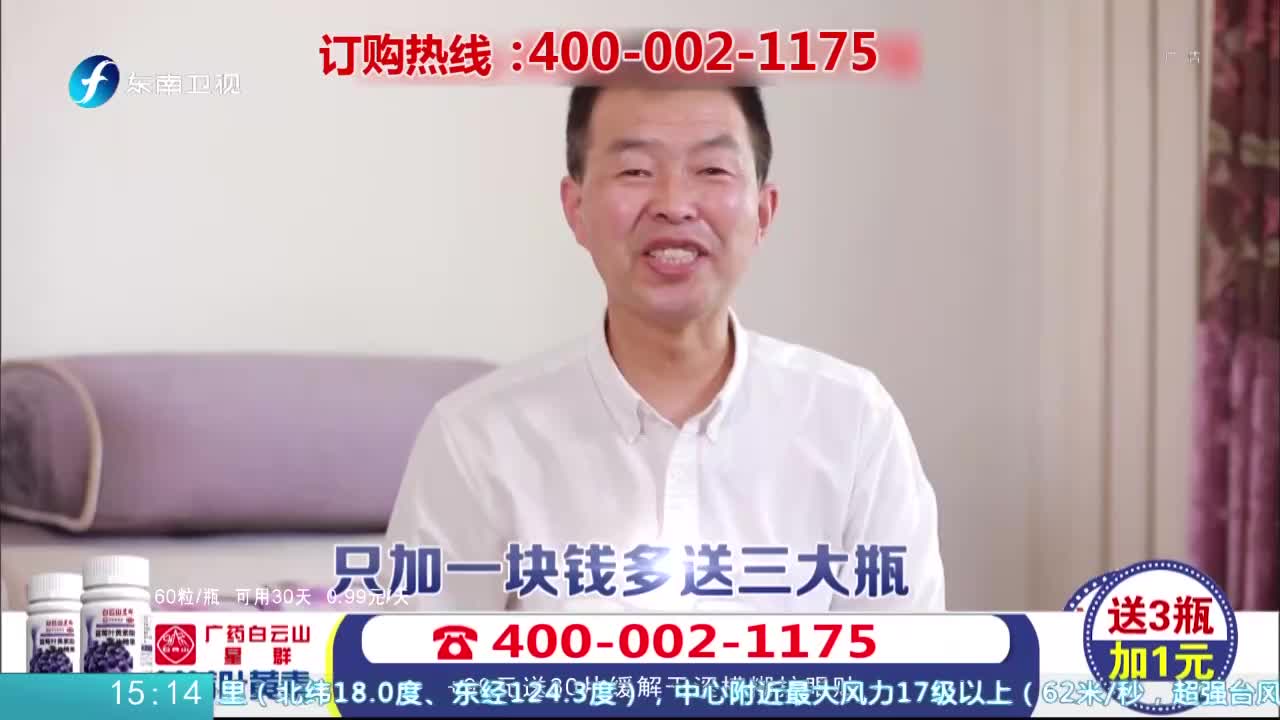 订购热线 :400-002-1175
东南卫视
广告
只加一块钱多送三大瓶
60粒/瓶 可用30天 0.99元/天
白云山
广药白云山
星群
400-002-1175
送3瓶
加1元
15:14
里（北纬18.0度、东经124.3度），中心附近最大风力17级以上（62米/秒，超强台风